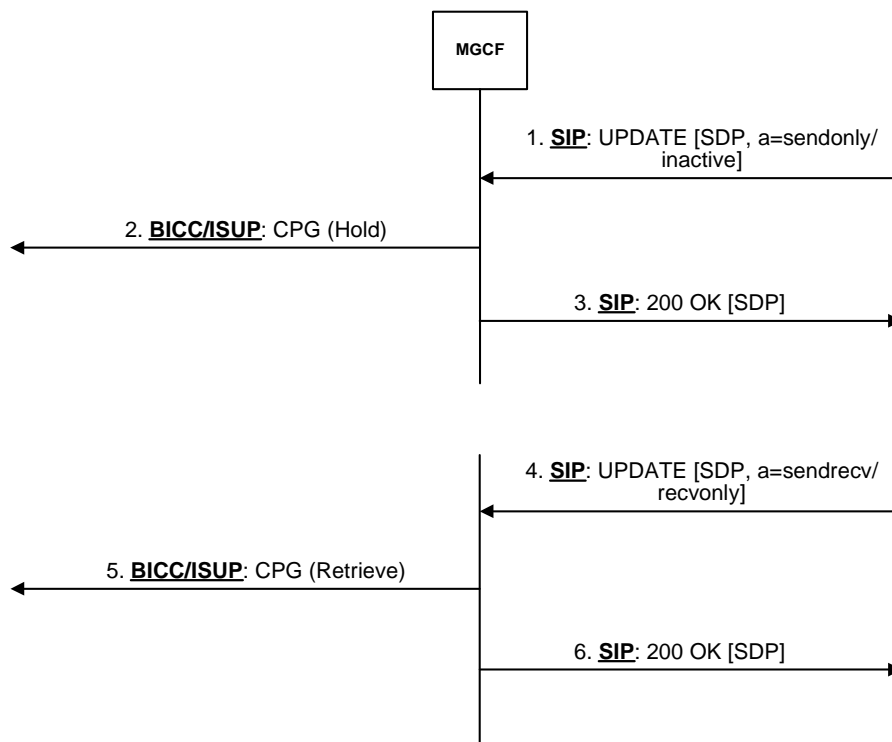 MGCF
1. SIP: UPDATE [SDP, a=sendonly/
inactive]
2. BICC/ISUP: CPG (Hold)
3. SIP: 200 OK [SDP]
4. SIP: UPDATE [SDP, a=sendrecv/
recvonly]
5. BICC/ISUP: CPG (Retrieve)
6. SIP: 200 OK [SDP]